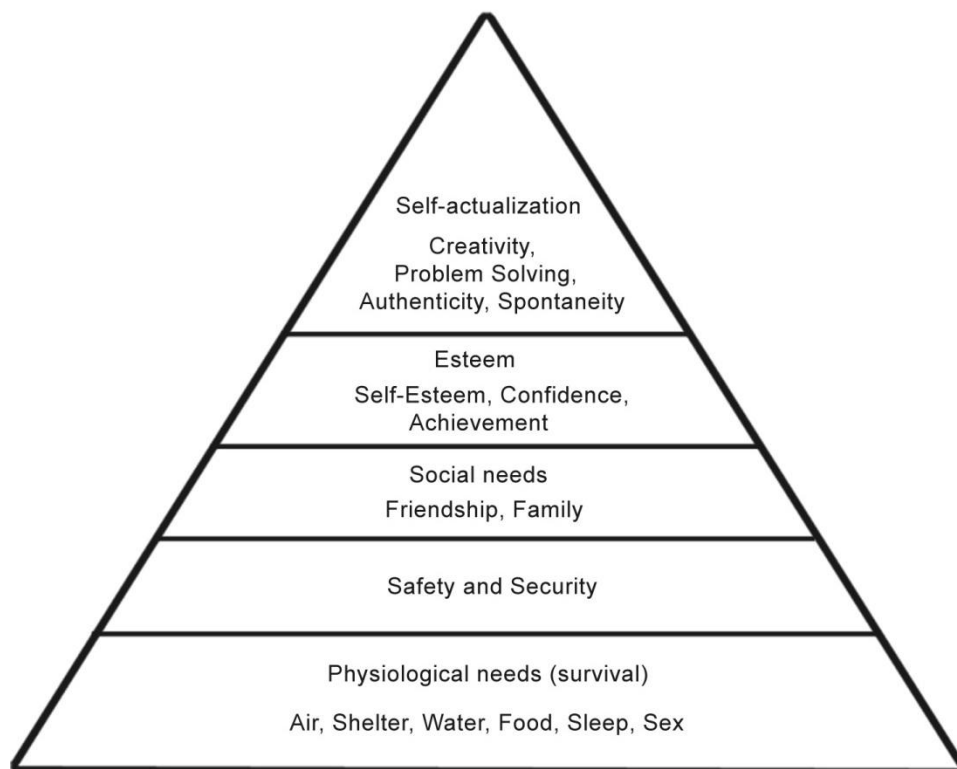 Self-actualization
Creativity,
Problem Solving,
Authenticity, Spontaneity
Esteem
Self-Esteem, Confidence,
Achievement
Social needs
Friendship, Family
Safety and Security
Physiological needs (survival)
Air, Shelter, Water, Food, Sleep, Sex